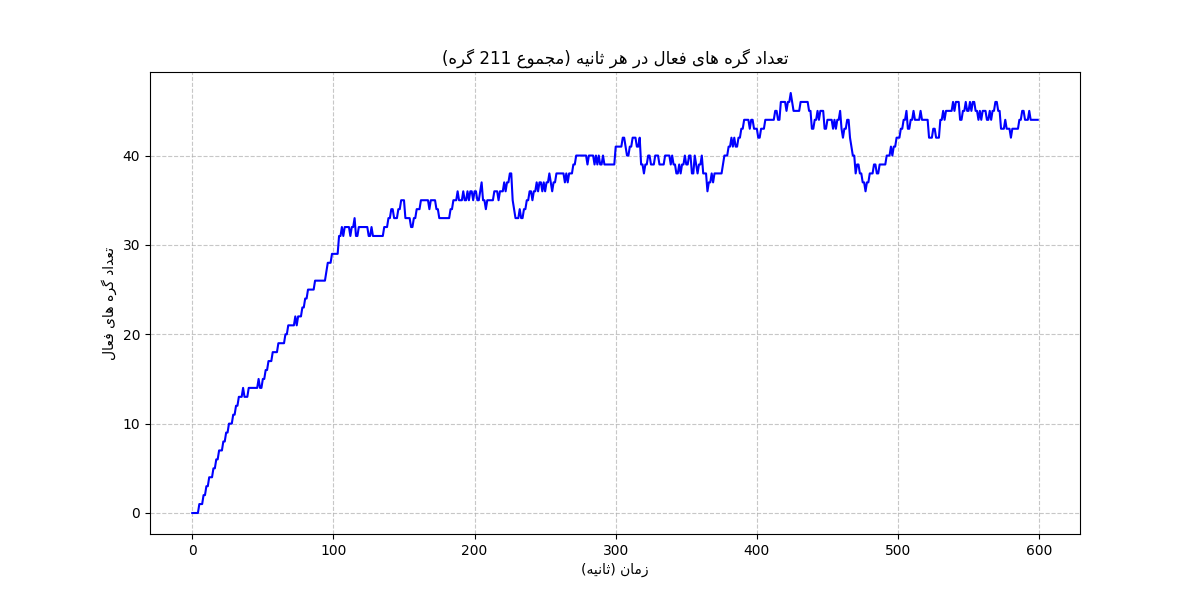 تعداد گره های فعال در هر ثانیه (مجموع 211 گره)
تعداد گره های فعال
40
30
20
10
0
0 100 200 300 400 500 600
زمان (ثانیه)